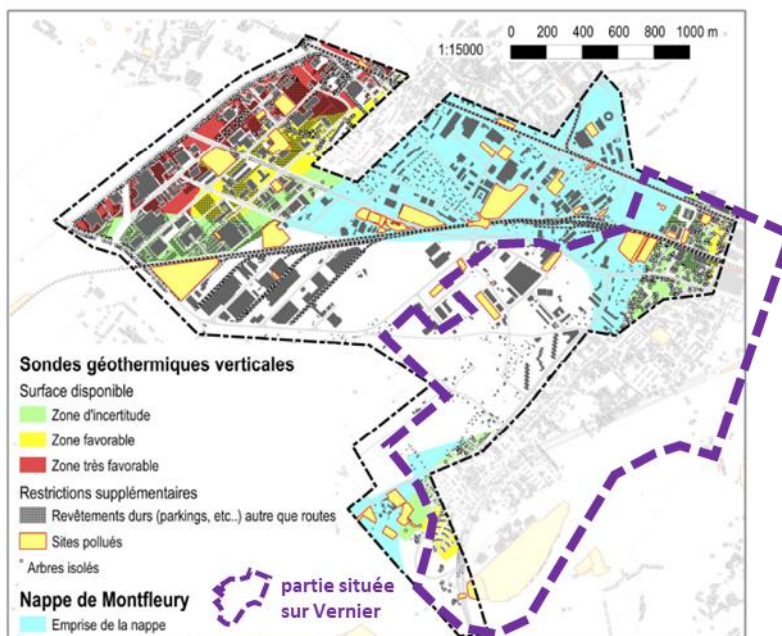 1:15000
0 200 400 600 800 1000 m
Sondes géothermiques verticales
Surface disponible
Zone d'incertitude
Zone favorable
Zone très favorable
Restrictions supplémentaires
Revêtements durs (parkings, etc..) autre que routes
Sites pollués
Arbres isolés
Nappe de Montfleury
Emprise de la nappe
partie située
sur Vernier